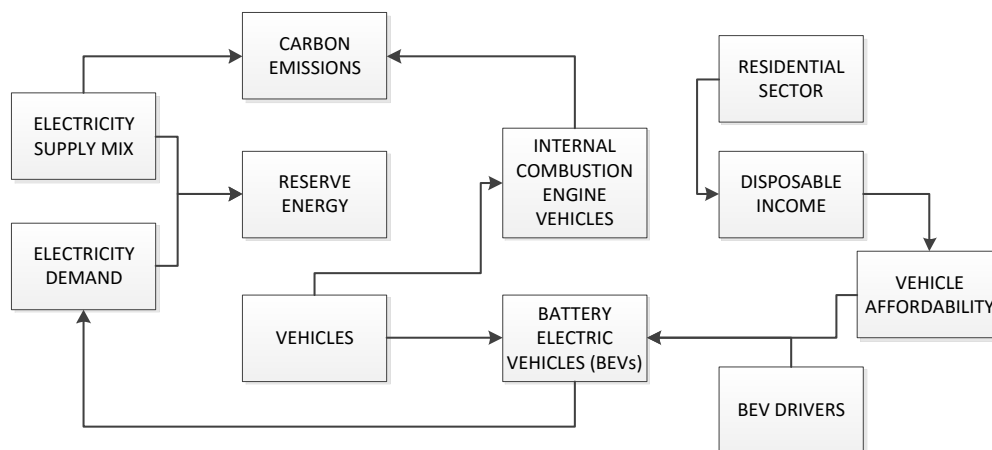 CARBON
EMISSIONS
RESIDENTIAL
SECTOR
ELECTRICITY
SUPPLY MIX
INTERNAL
COMBUSTION
ENGINE
VEHICLES
RESERVE
ENERGY
DISPOSABLE
INCOME
ELECTRICITY
DEMAND
VEHICLE
AFFORDABILITY
VEHICLES
BATTERY
ELECTRIC
VEHICLES (BEVs)
BEV DRIVERS